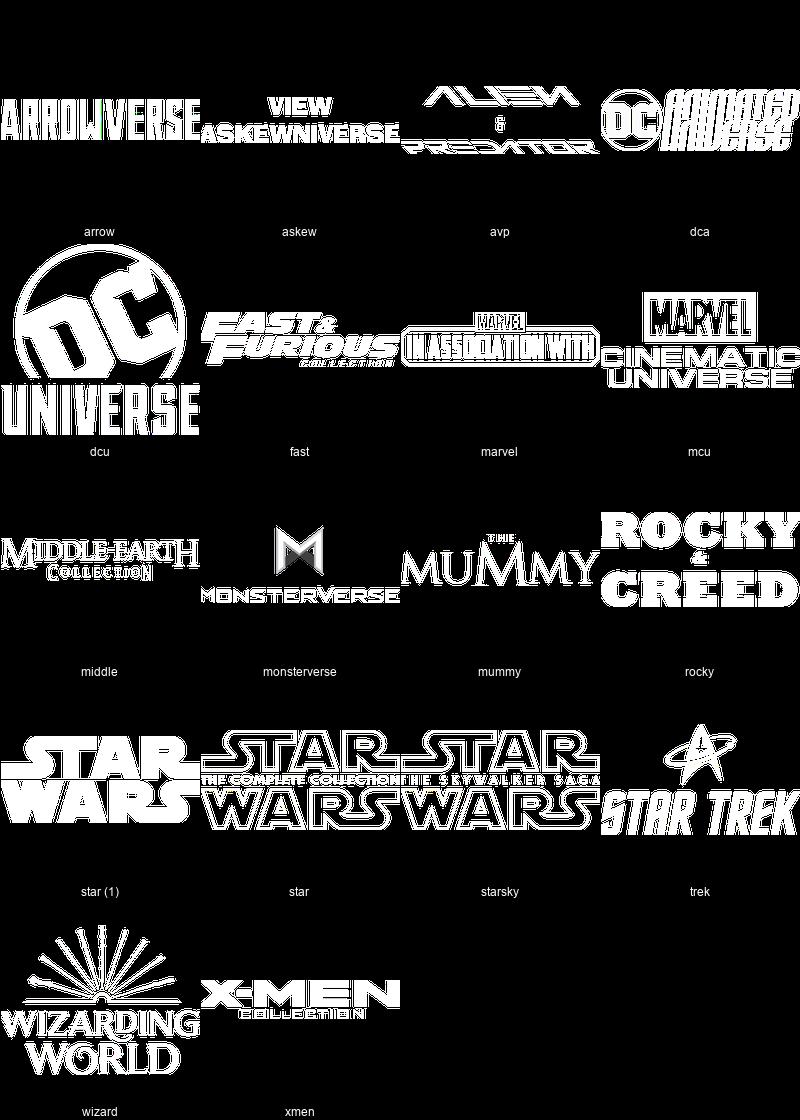 ARROWVERSE
VIEW
ASKEWNIVERSE
ALIEN
&
PREDATOR
DC ANIMATED
UNIVERSE
arrow
askew
avp
dca
DC
UNIVERSE
FAST &
FURIOUS
COLLECTION
MARVEL
IN ASSOCIATION WITH
MARVEL
CINEMATIC
UNIVERSE
dcu
fast
marvel
mcu
MIDDLE-EARTH
COLLECTION
M
MONSTERVERSE
THE
MUMMY
ROCKY
&
CREED
middle
monsterverse
mummy
rocky
STAR
WARS
STAR
THE COMPLETE COLLECTION
WARS
STAR
THE SKYWALKER SAGA
WARS
STAR TREK
star (1)
star
starsky
trek
WIZARDING
WORLD
X-MEN
COLLECTION
wizard
xmen